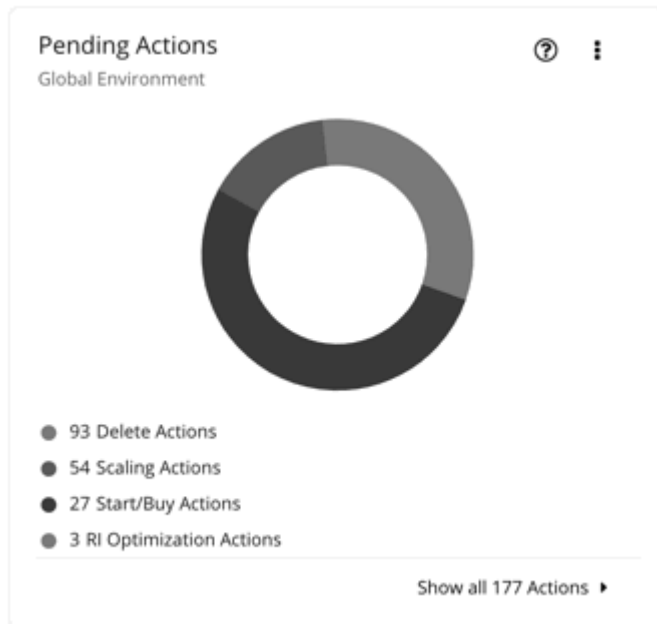 Pending Actions
Global Environment
93 Delete Actions
54 Scaling Actions
27 Start/Buy Actions
3 RI Optimization Actions
Show all 177 Actions